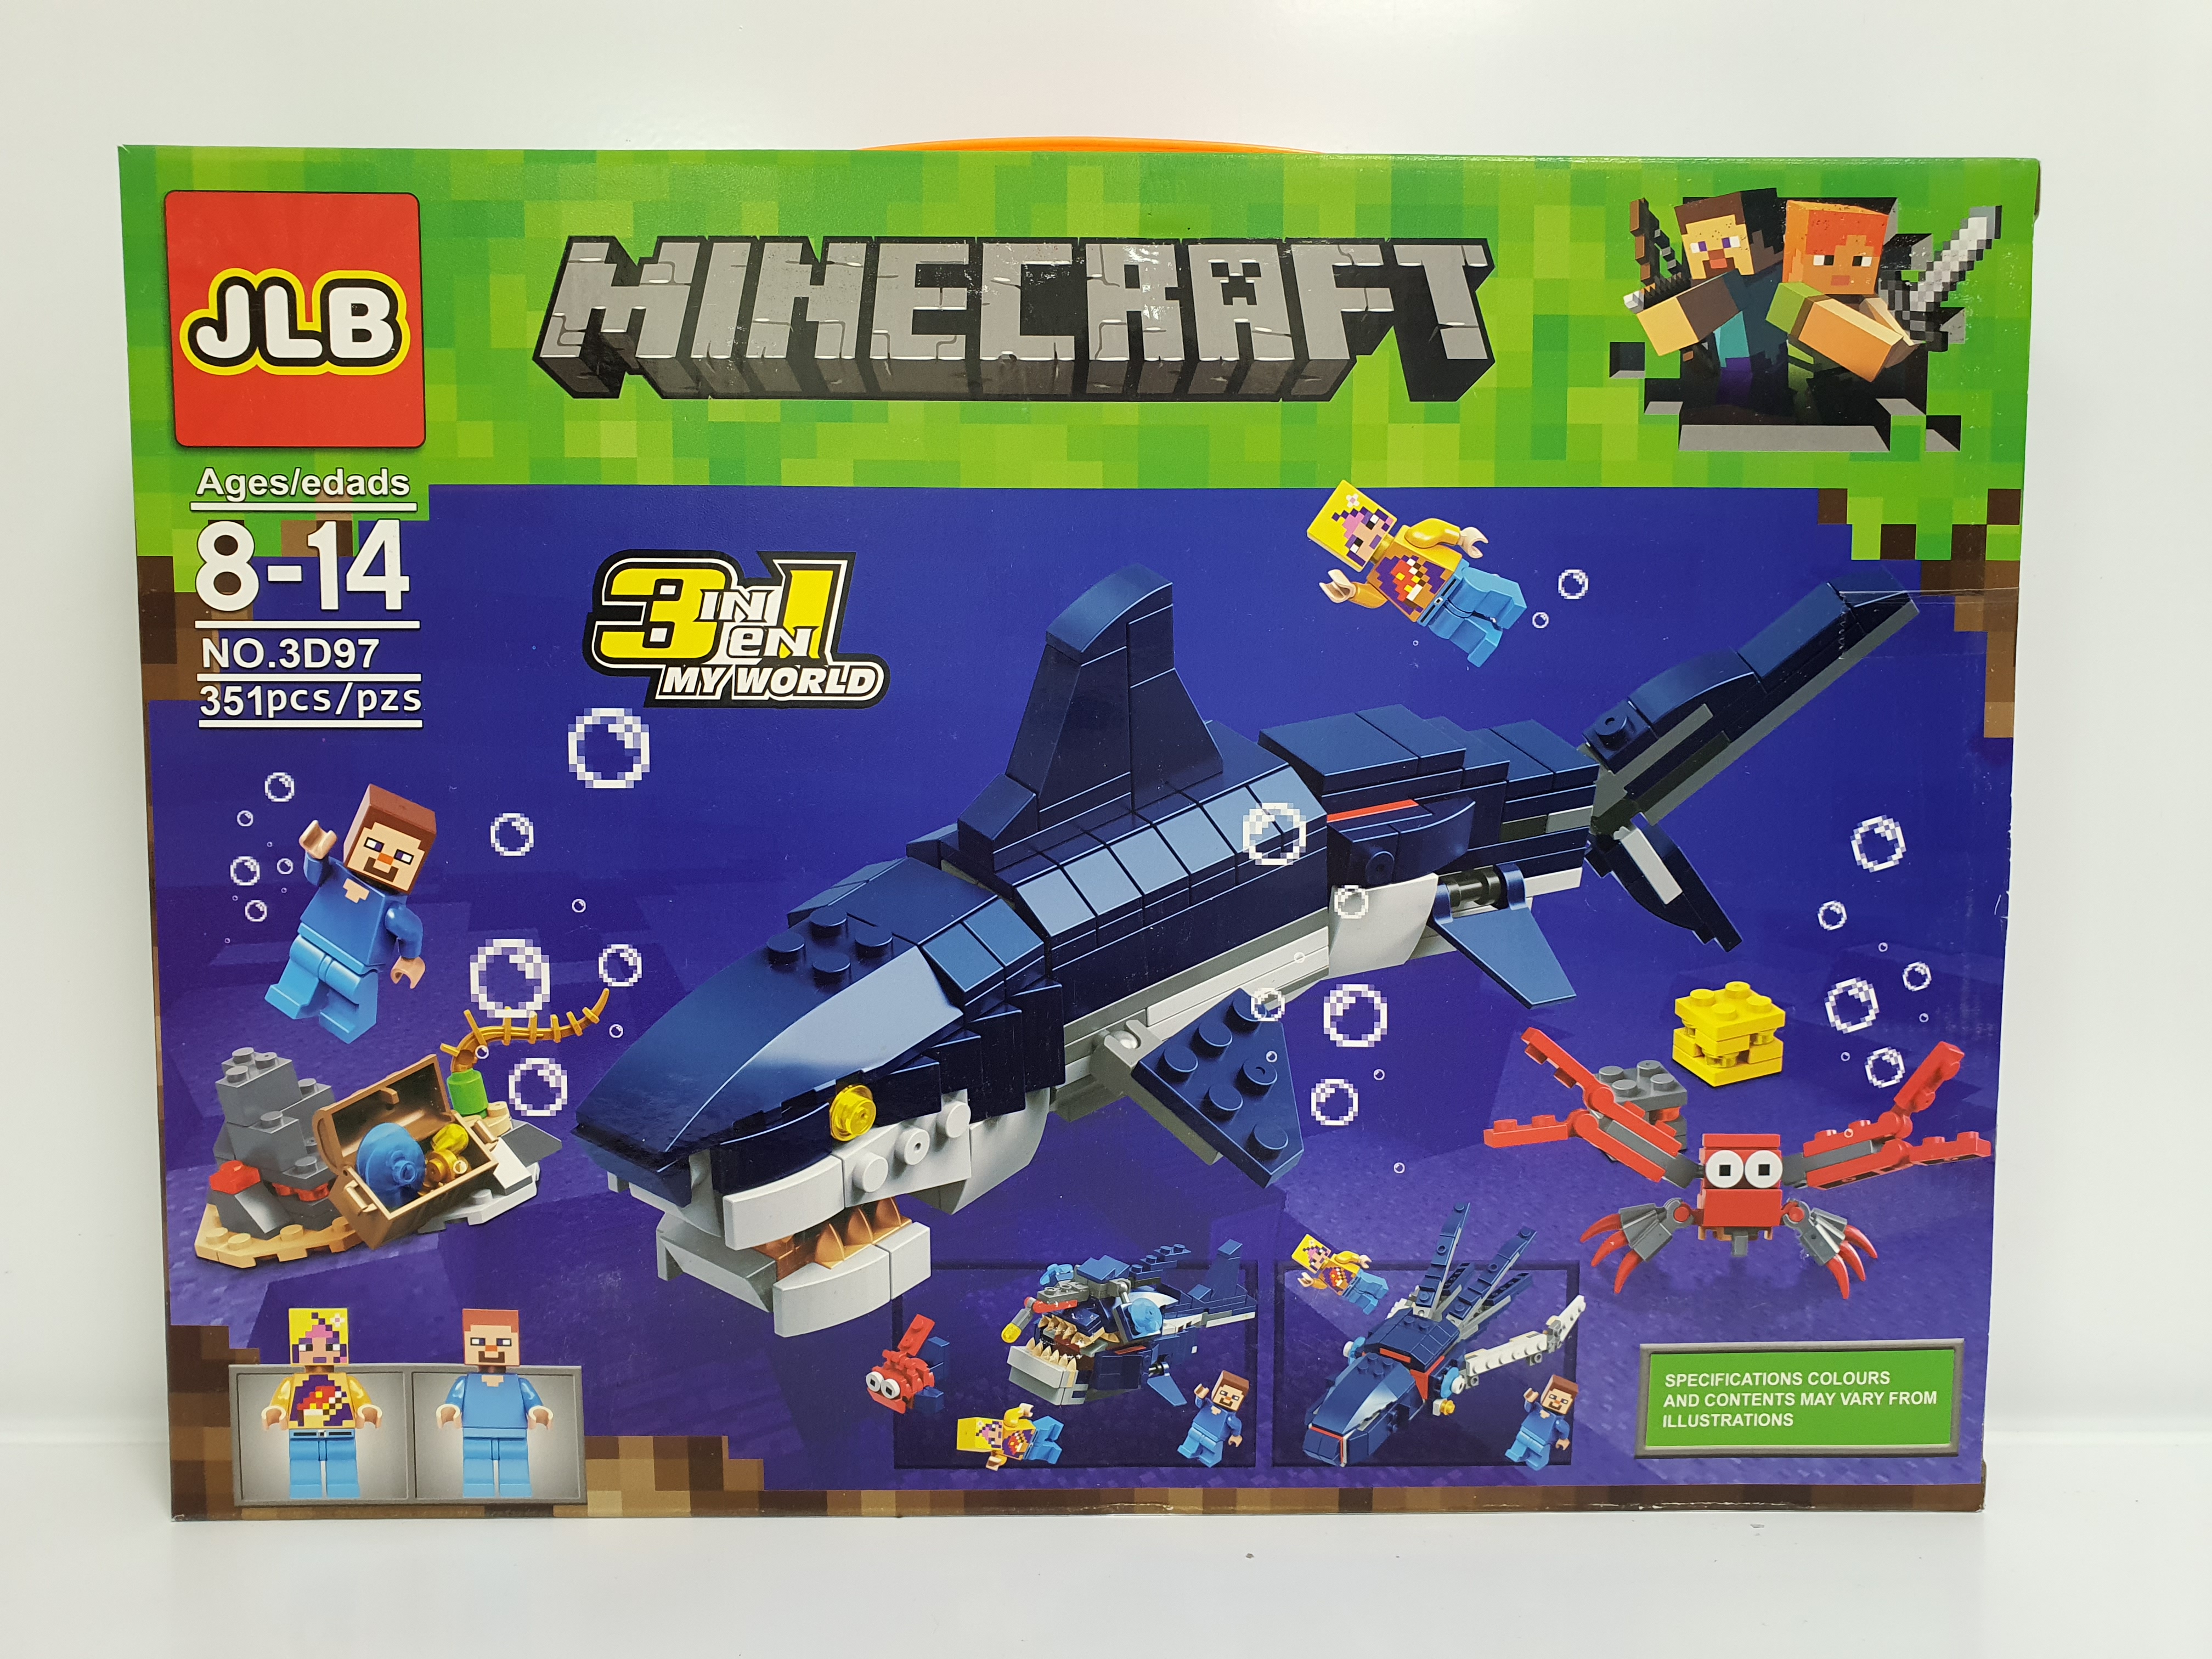 JLB
MINECRAFT
Ages/edads
8-14
NO.3D97
351pcs/pzs
3 IN 1
en
MY WORLD
SPECIFICATIONS COLOURS
AND CONTENTS MAY VARY FROM
ILLUSTRATIONS